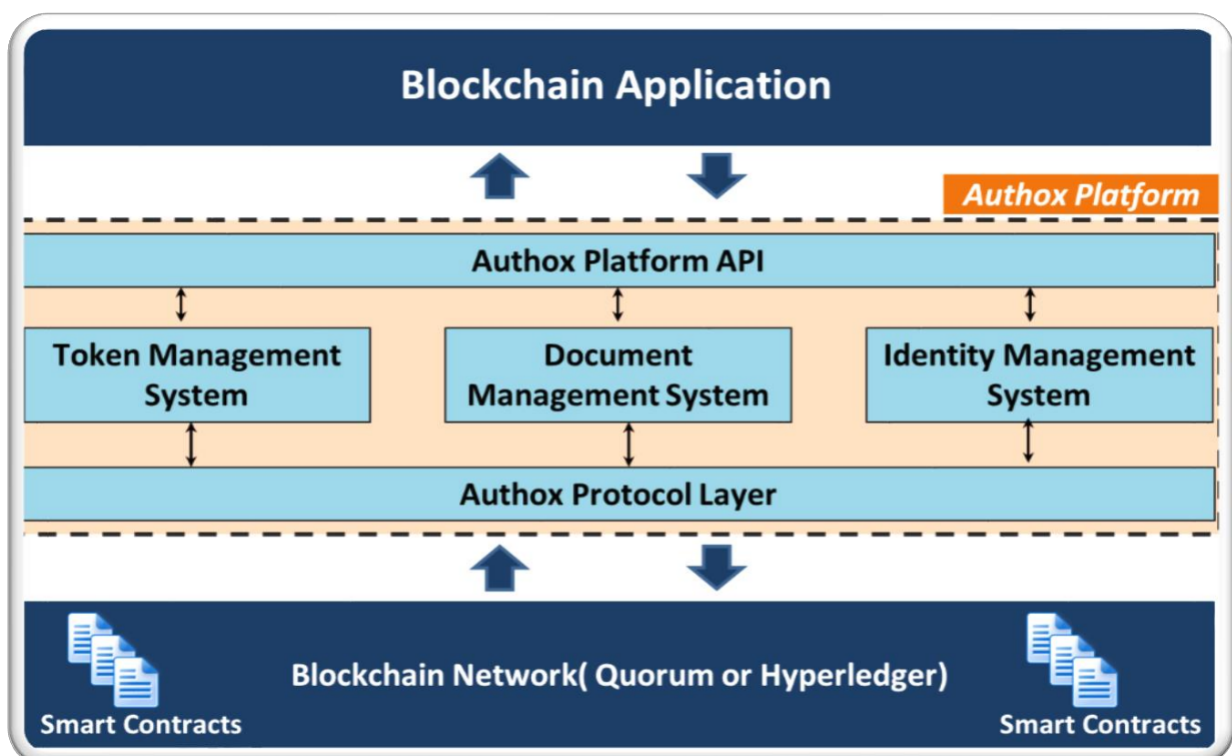 Blockchain Application
Authox Platform
Authox Platform API
Token Management
System
Document
Management System
Identity Management
System
Authox Protocol Layer
Blockchain Network( Quorum or Hyperledger)
Smart Contracts
Smart Contracts